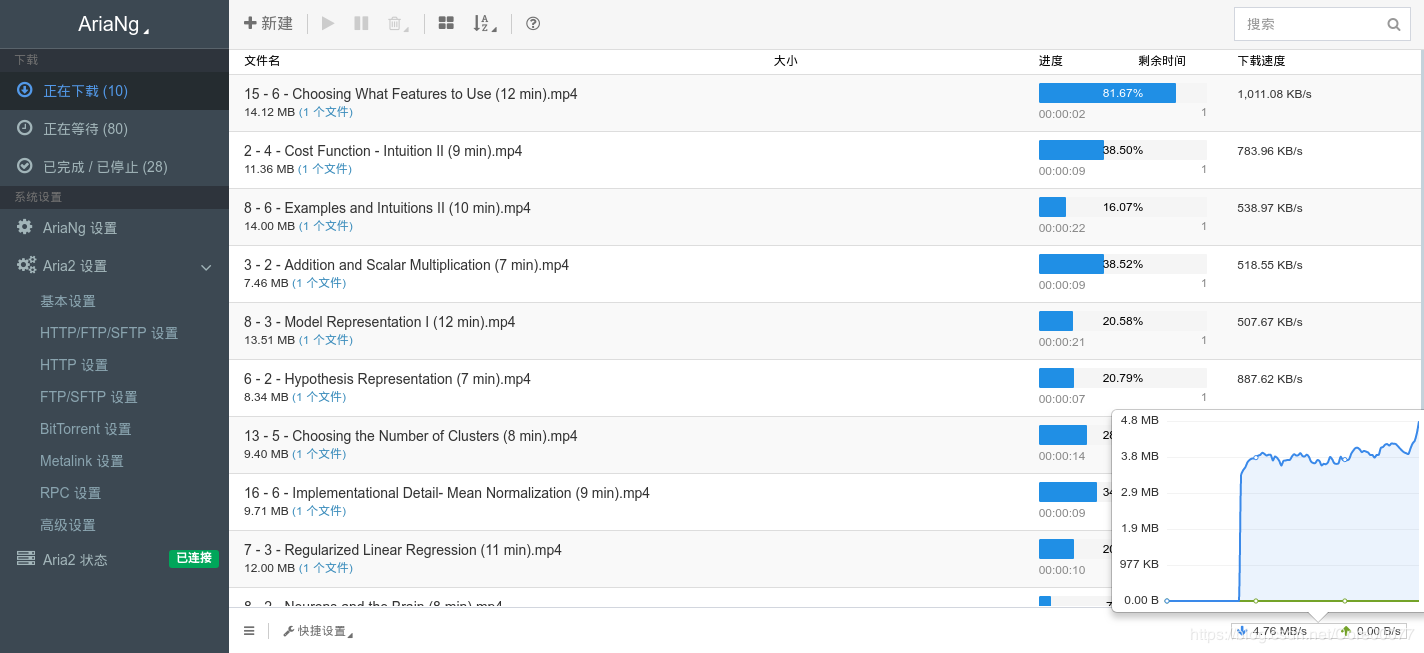 AriaNg
下载
正在下载 (10)
正在等待 (80)
已完成 / 已停止 (28)
系统设置
AriaNg 设置
Aria2 设置
基本设置
HTTP/FTP/SFTP 设置
HTTP 设置
FTP/SFTP 设置
BitTorrent 设置
Metalink 设置
RPC 设置
高级设置
Aria2 状态 已连接
新建
搜索
文件名 大小 进度 剩余时间 下载速度
15 - 6 - Choosing What Features to Use (12 min).mp4 81.67% 1,011.08 KB/s
14.12 MB (1 个文件) 00:00:02 1
2 - 4 - Cost Function - Intuition II (9 min).mp4 38.50% 783.96 KB/s
11.36 MB (1 个文件) 00:00:09 1
8 - 6 - Examples and Intuitions II (10 min).mp4 16.07% 538.97 KB/s
14.00 MB (1 个文件) 00:00:22 1
3 - 2 - Addition and Scalar Multiplication (7 min).mp4 38.52% 518.55 KB/s
7.46 MB (1 个文件) 00:00:09 1
8 - 3 - Model Representation I (12 min).mp4 20.58% 507.67 KB/s
13.51 MB (1 个文件) 00:00:21 1
6 - 2 - Hypothesis Representation (7 min).mp4 20.79% 887.62 KB/s
8.34 MB (1 个文件) 00:00:07 1
13 - 5 - Choosing the Number of Clusters (8 min).mp4 28
9.40 MB (1 个文件) 00:00:14
16 - 6 - Implementational Detail- Mean Normalization (9 min).mp4 34
9.71 MB (1 个文件) 00:00:09
7 - 3 - Regularized Linear Regression (11 min).mp4 20
12.00 MB (1 个文件) 00:00:10
8 - 2 - Neurons and the Brain (8 min).mp4
4.8 MB
3.8 MB
2.9 MB
1.9 MB
977 KB
0.00 B
快捷设置
4.76 MB/s 0.00 B/s